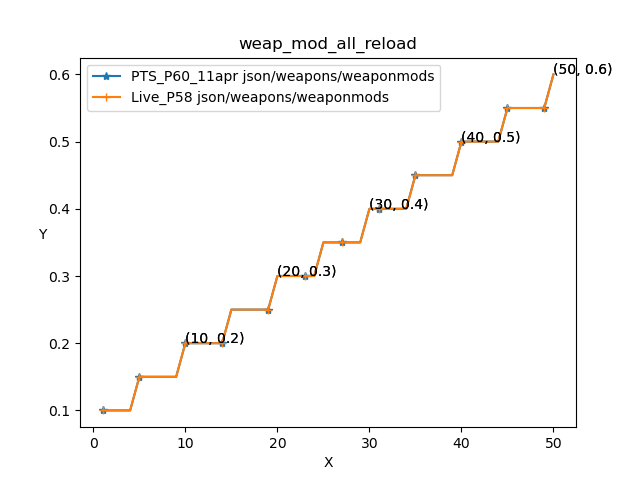 weap_mod_all_reload
PTS_P60_11apr json/weapons/weaponmods
Live_P58 json/weapons/weaponmods
(50, 0.6)
0.6
(40, 0.5)
0.5
(30, 0.4)
0.4
Y
(20, 0.3)
0.3
(10, 0.2)
0.2
0.1
0 10 20 30 40 50
X